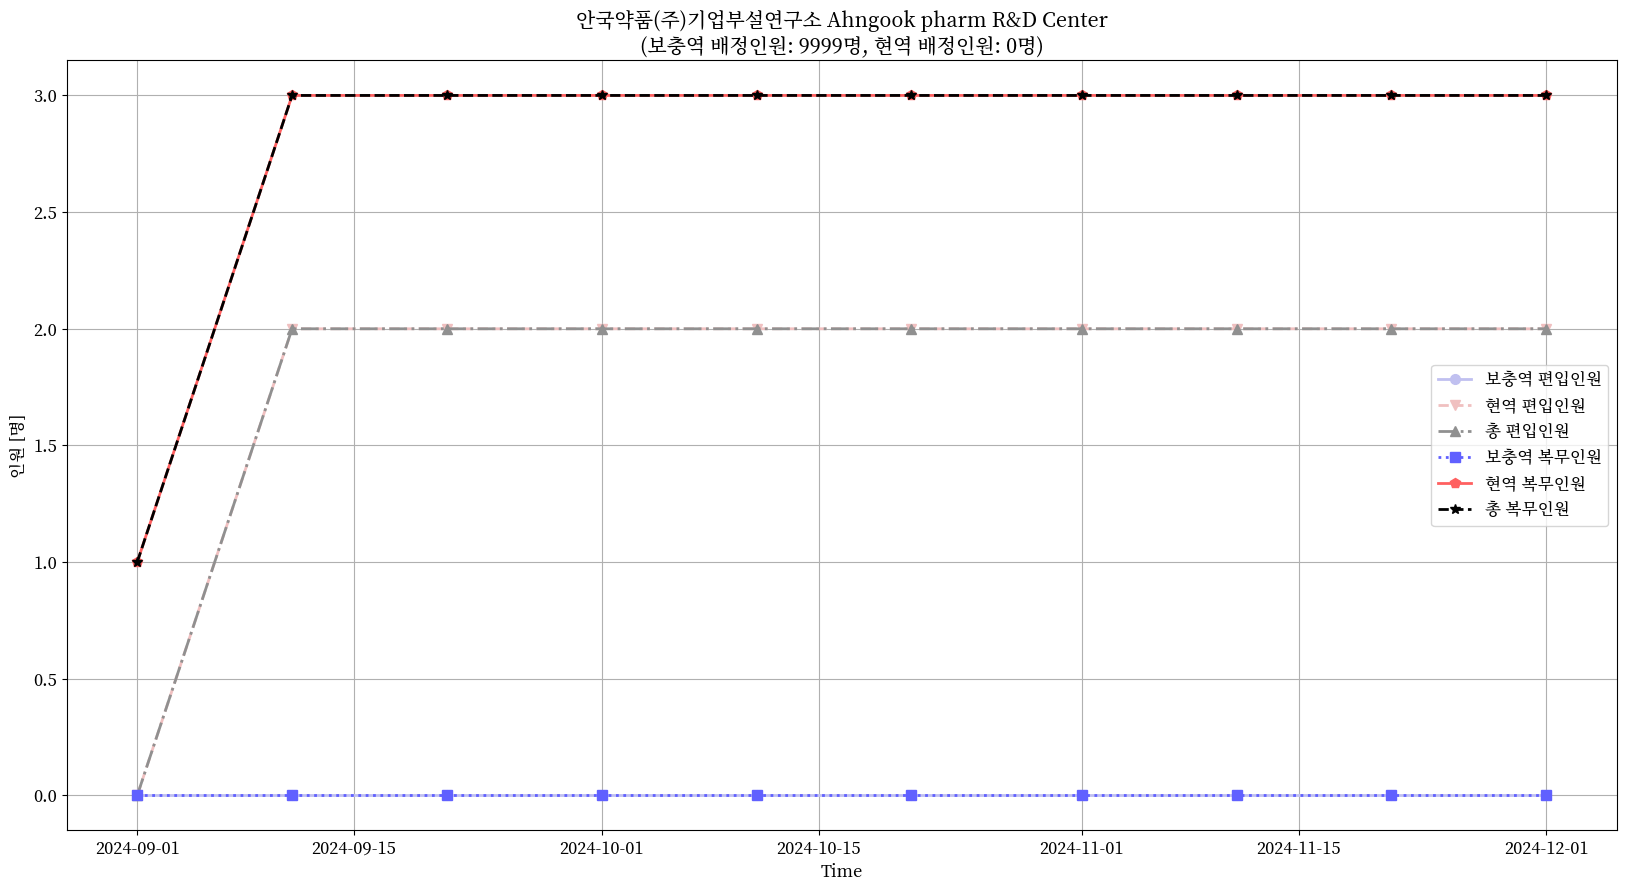 안국약품(주)기업부설연구소 Ahngook pharm R&D Center
(보충역 배정인원: 9999명, 현역 배정인원: 0명)
3.0
2.5
2.0
1.5
1.0
0.5
0.0
인원 [명]
보충역 편입인원
현역 편입인원
총 편입인원
보충역 복무인원
현역 복무인원
총 복무인원
2024-09-01 2024-09-15 2024-10-01 2024-10-15 2024-11-01 2024-11-15 2024-12-01
Time